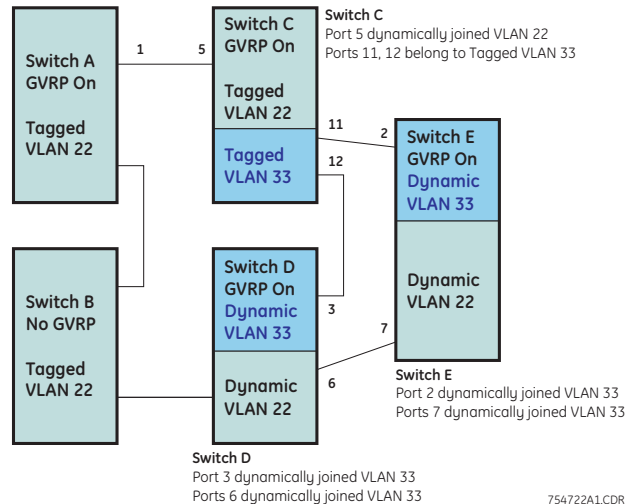 Switch A
GVRP On
Tagged
VLAN 22
1
5
Switch C
GVRP On
Tagged
VLAN 22
Tagged
VLAN 33
Switch C
Port 5 dynamically joined VLAN 22
Ports 11, 12 belong to Tagged VLAN 33
11
12
2
Switch E
GVRP On
Dynamic
VLAN 33
Dynamic
VLAN 22
Switch B
No GVRP
Tagged
VLAN 22
Switch D
GVRP On
Dynamic
VLAN 33
Dynamic
VLAN 22
3
6
7
Switch E
Port 2 dynamically joined VLAN 33
Ports 7 dynamically joined VLAN 33
Switch D
Port 3 dynamically joined VLAN 33
Ports 6 dynamically joined VLAN 33
754722A1.CDR